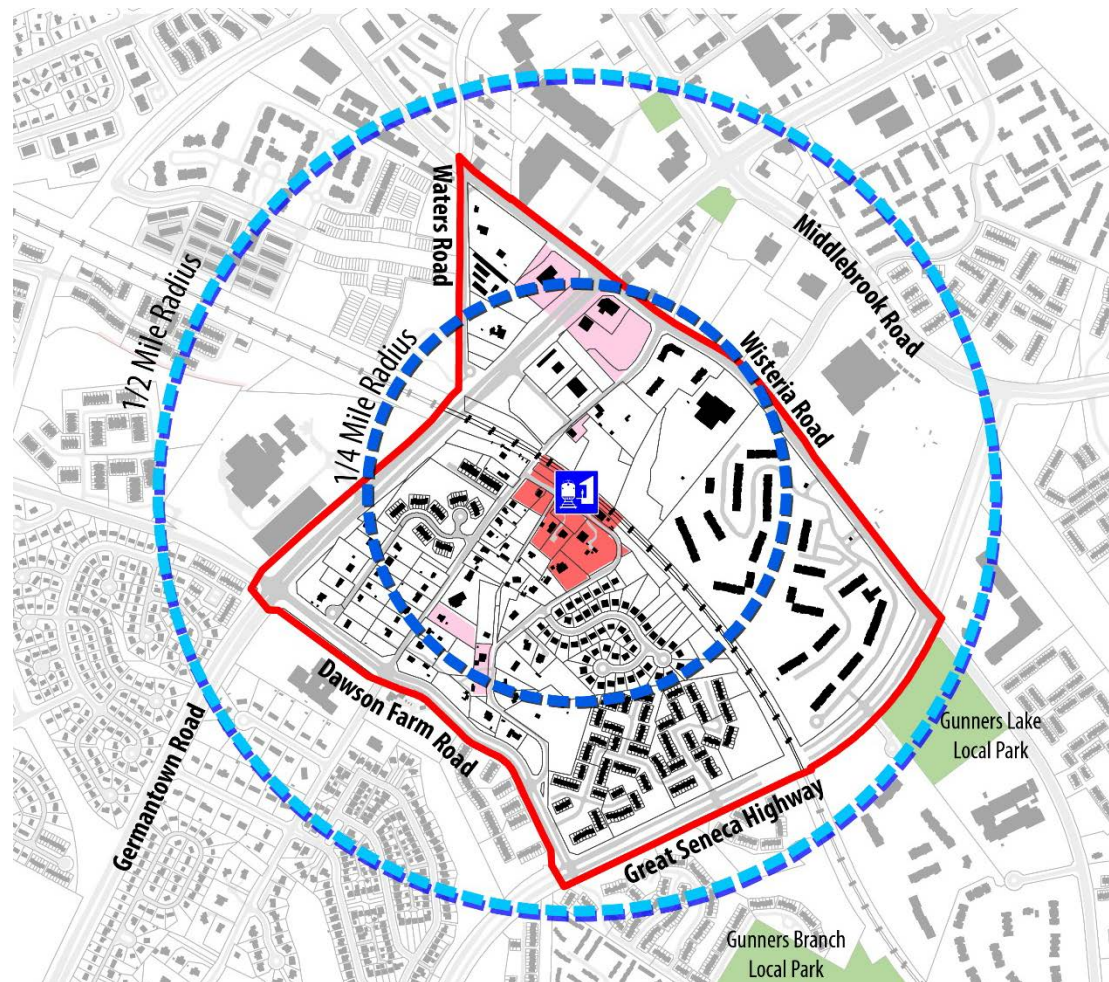 Waters Road
Middlebrook Road
1/2 Mile Radius
1/4 Mile Radius
Wisteria Road
Dawson Farm Road
Germantown Road
Great Seneca Highway
Gunners Lake
Local Park
Gunners Branch
Local Park